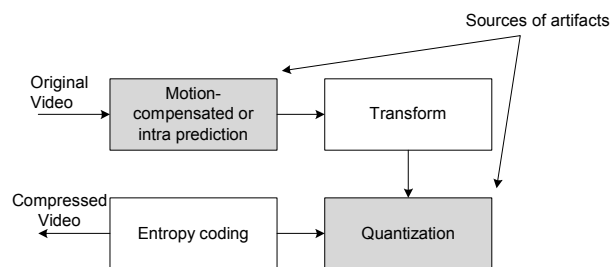 Sources of artifacts
Original
Video
Motion-
compensated or
intra prediction
Transform
Compressed
Video
Entropy coding
Quantization